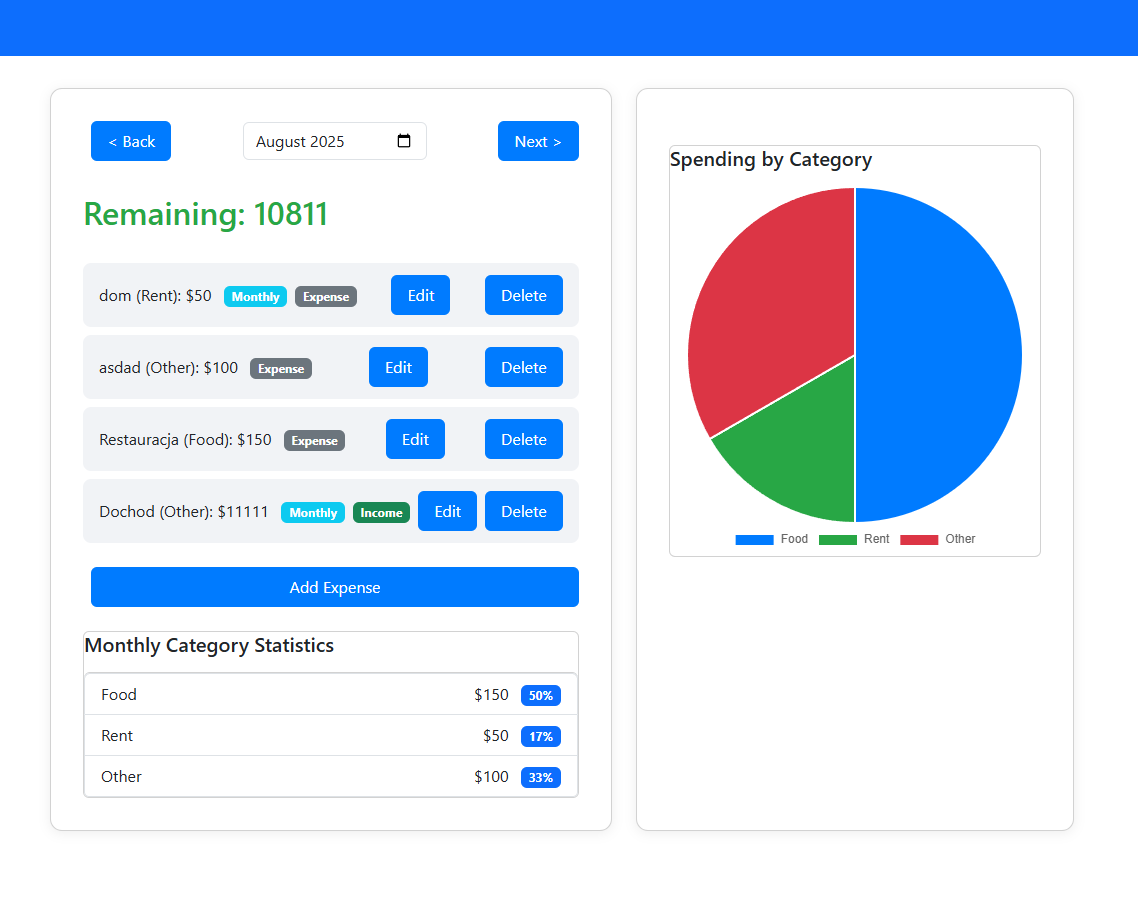 < Back August 2025 Next >
Remaining: 10811
dom (Rent): $50 Monthly Expense Edit Delete
asdad (Other): $100 Expense Edit Delete
Restauracja (Food): $150 Expense Edit Delete
Dochod (Other): $11111 Monthly Income Edit Delete
Add Expense
Monthly Category Statistics
Food $150 50%
Rent $50 17%
Other $100 33%
Spending by Category
Food Rent Other